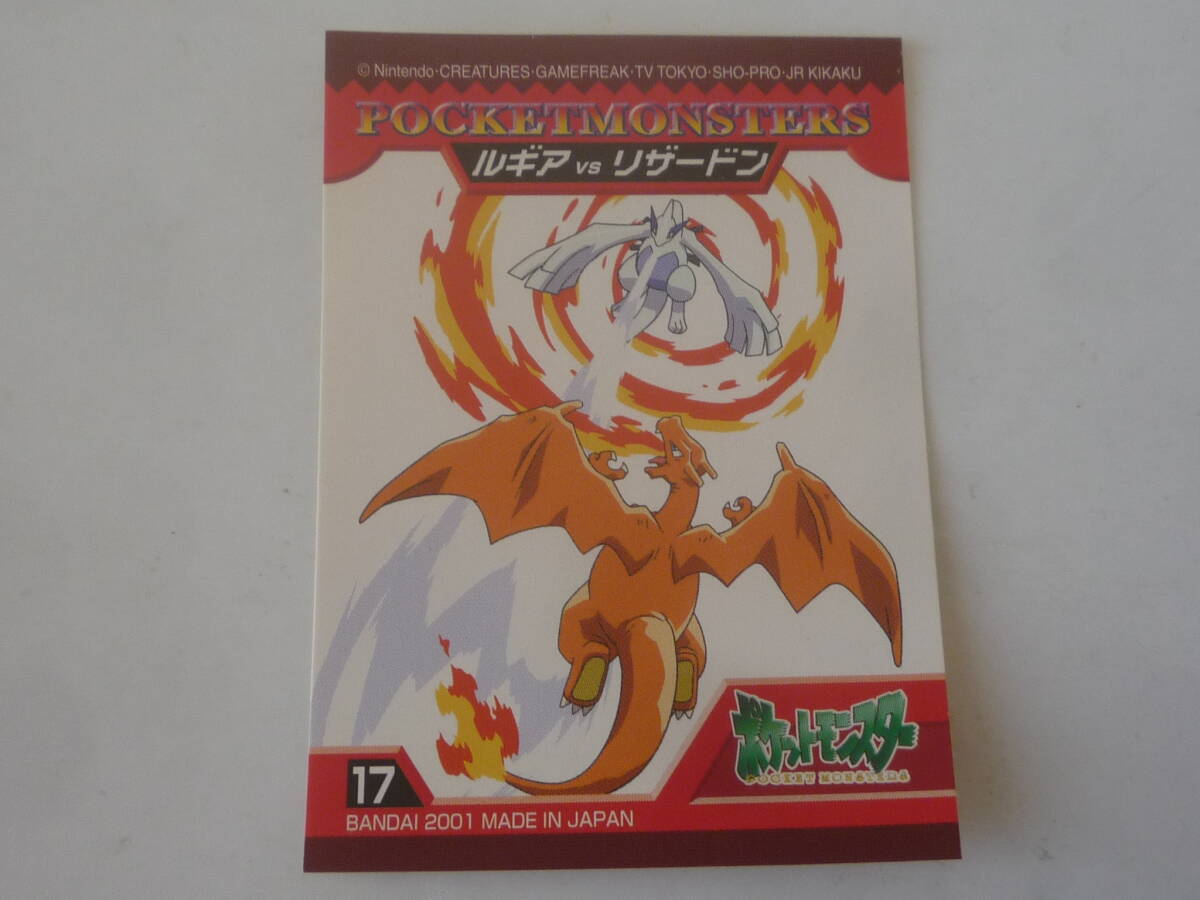 © Nintendo·CREATURES·GAMEFREAK·TV TOKYO·SHO-PRO·JR KIKAKU
POCKETMONSTERS
ルギア VS リザードン
ポケットモンスター
POCKET MONSTERS
17
BANDAI 2001 MADE IN JAPAN